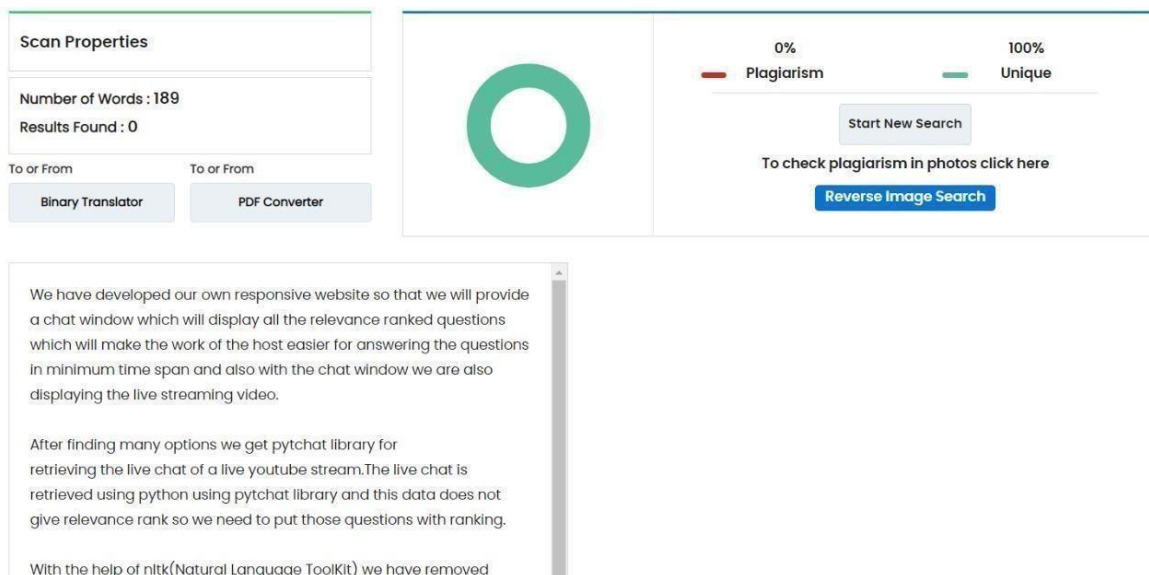 Scan Properties
Number of Words : 189
Results Found : 0
To or From
To or From
Binary Translator
PDF Converter
0%
Plagiarism
100%
Unique
Start New Search
To check plagiarism in photos click here
Reverse Image Search
We have developed our own responsive website so that we will provide
a chat window which will display all the relevance ranked questions
which will make the work of the host easier for answering the questions
in minimum time span and also with the chat window we are also
displaying the live streaming video.
After finding many options we get pytchat library for
retrieving the live chat of a live youtube stream.The live chat is
retrieved using python using pytchat library and this data does not
give relevance rank so we need to put those questions with ranking.
With the help of nltk(Natural Language ToolKit) we have removed